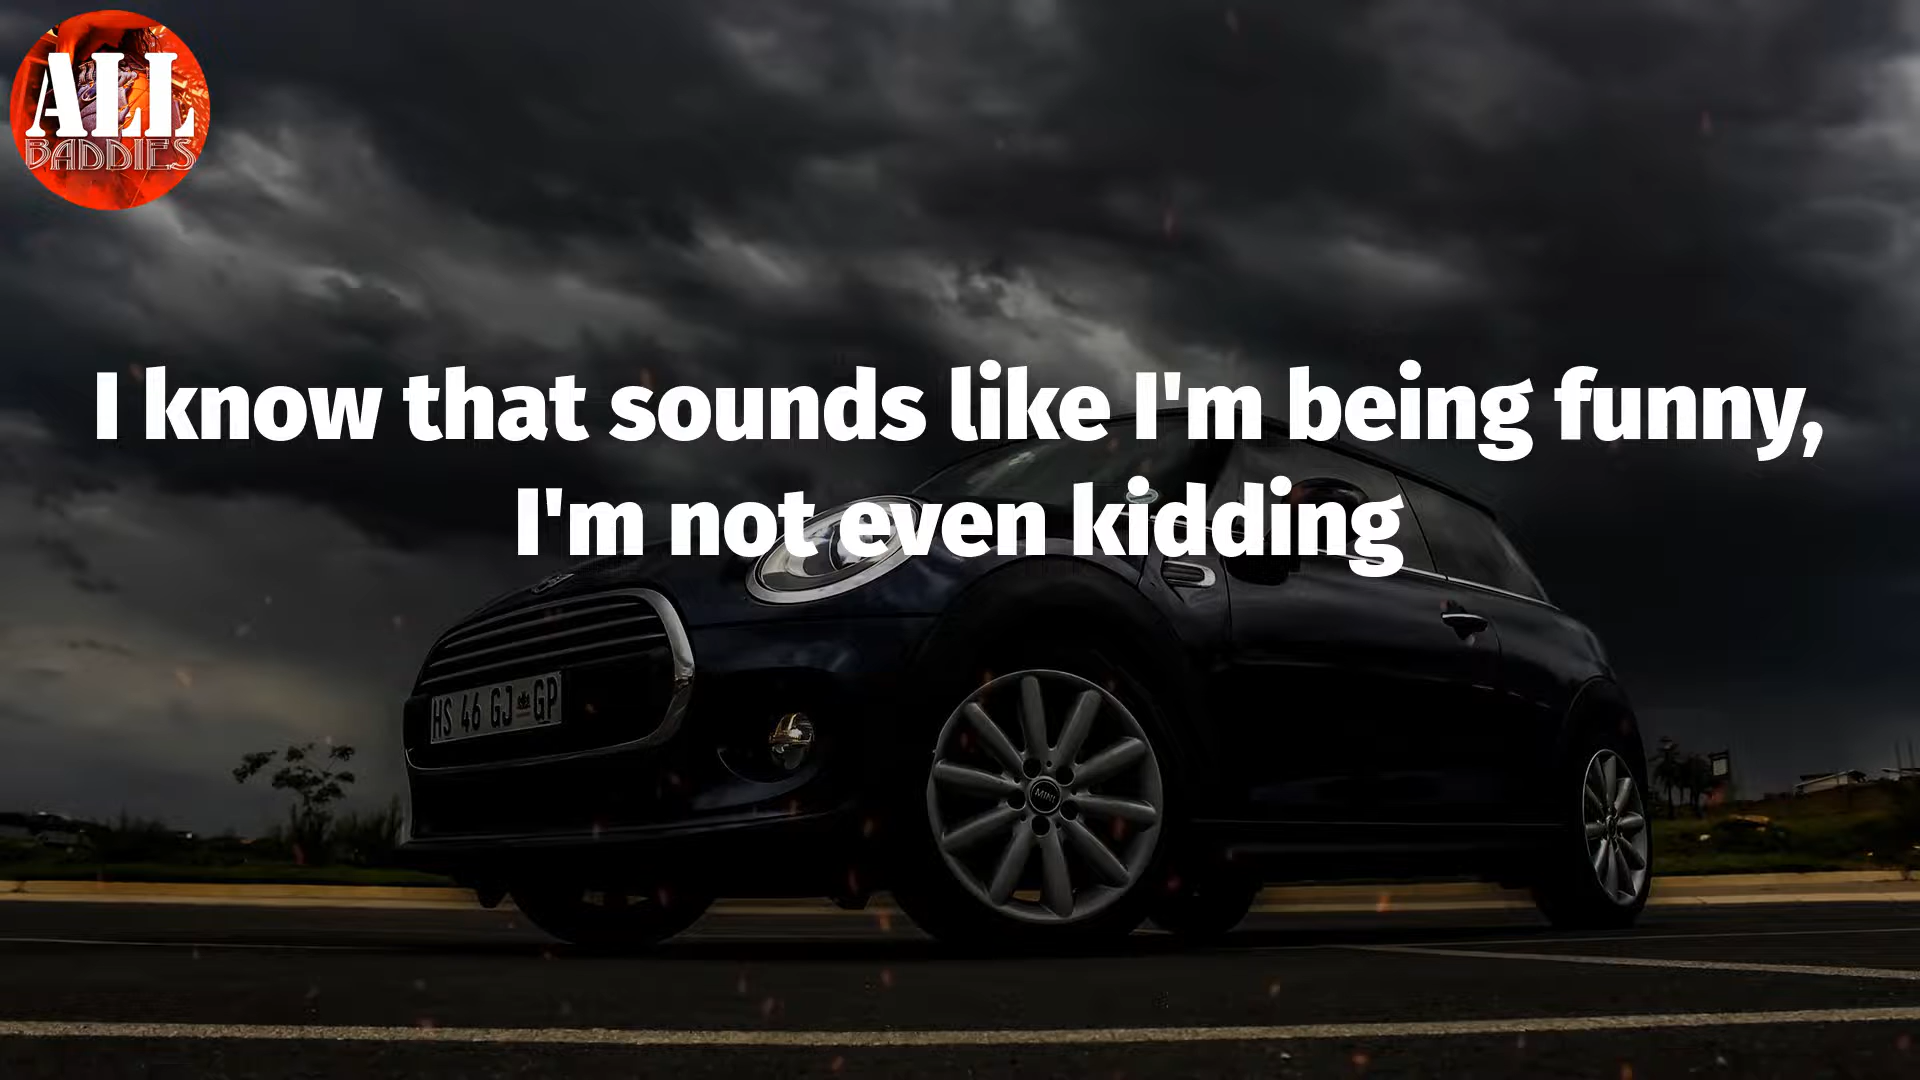 ALL
BADDIES
I know that sounds like I'm being funny,
I'm not even kidding
HS 46 GJ GP
MINI